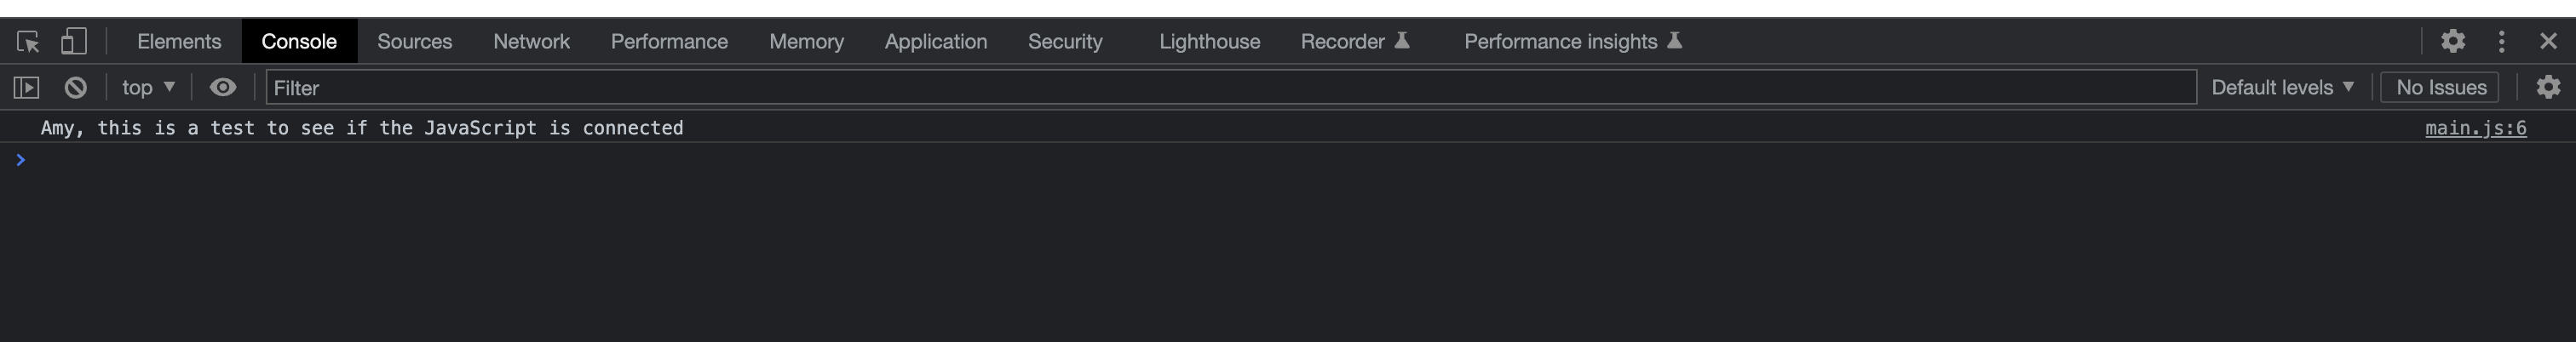 Elements Console Sources Network Performance Memory Application Security Lighthouse Recorder Performance insights
top Filter Default levels No Issues
Amy, this is a test to see if the JavaScript is connected main.js:6